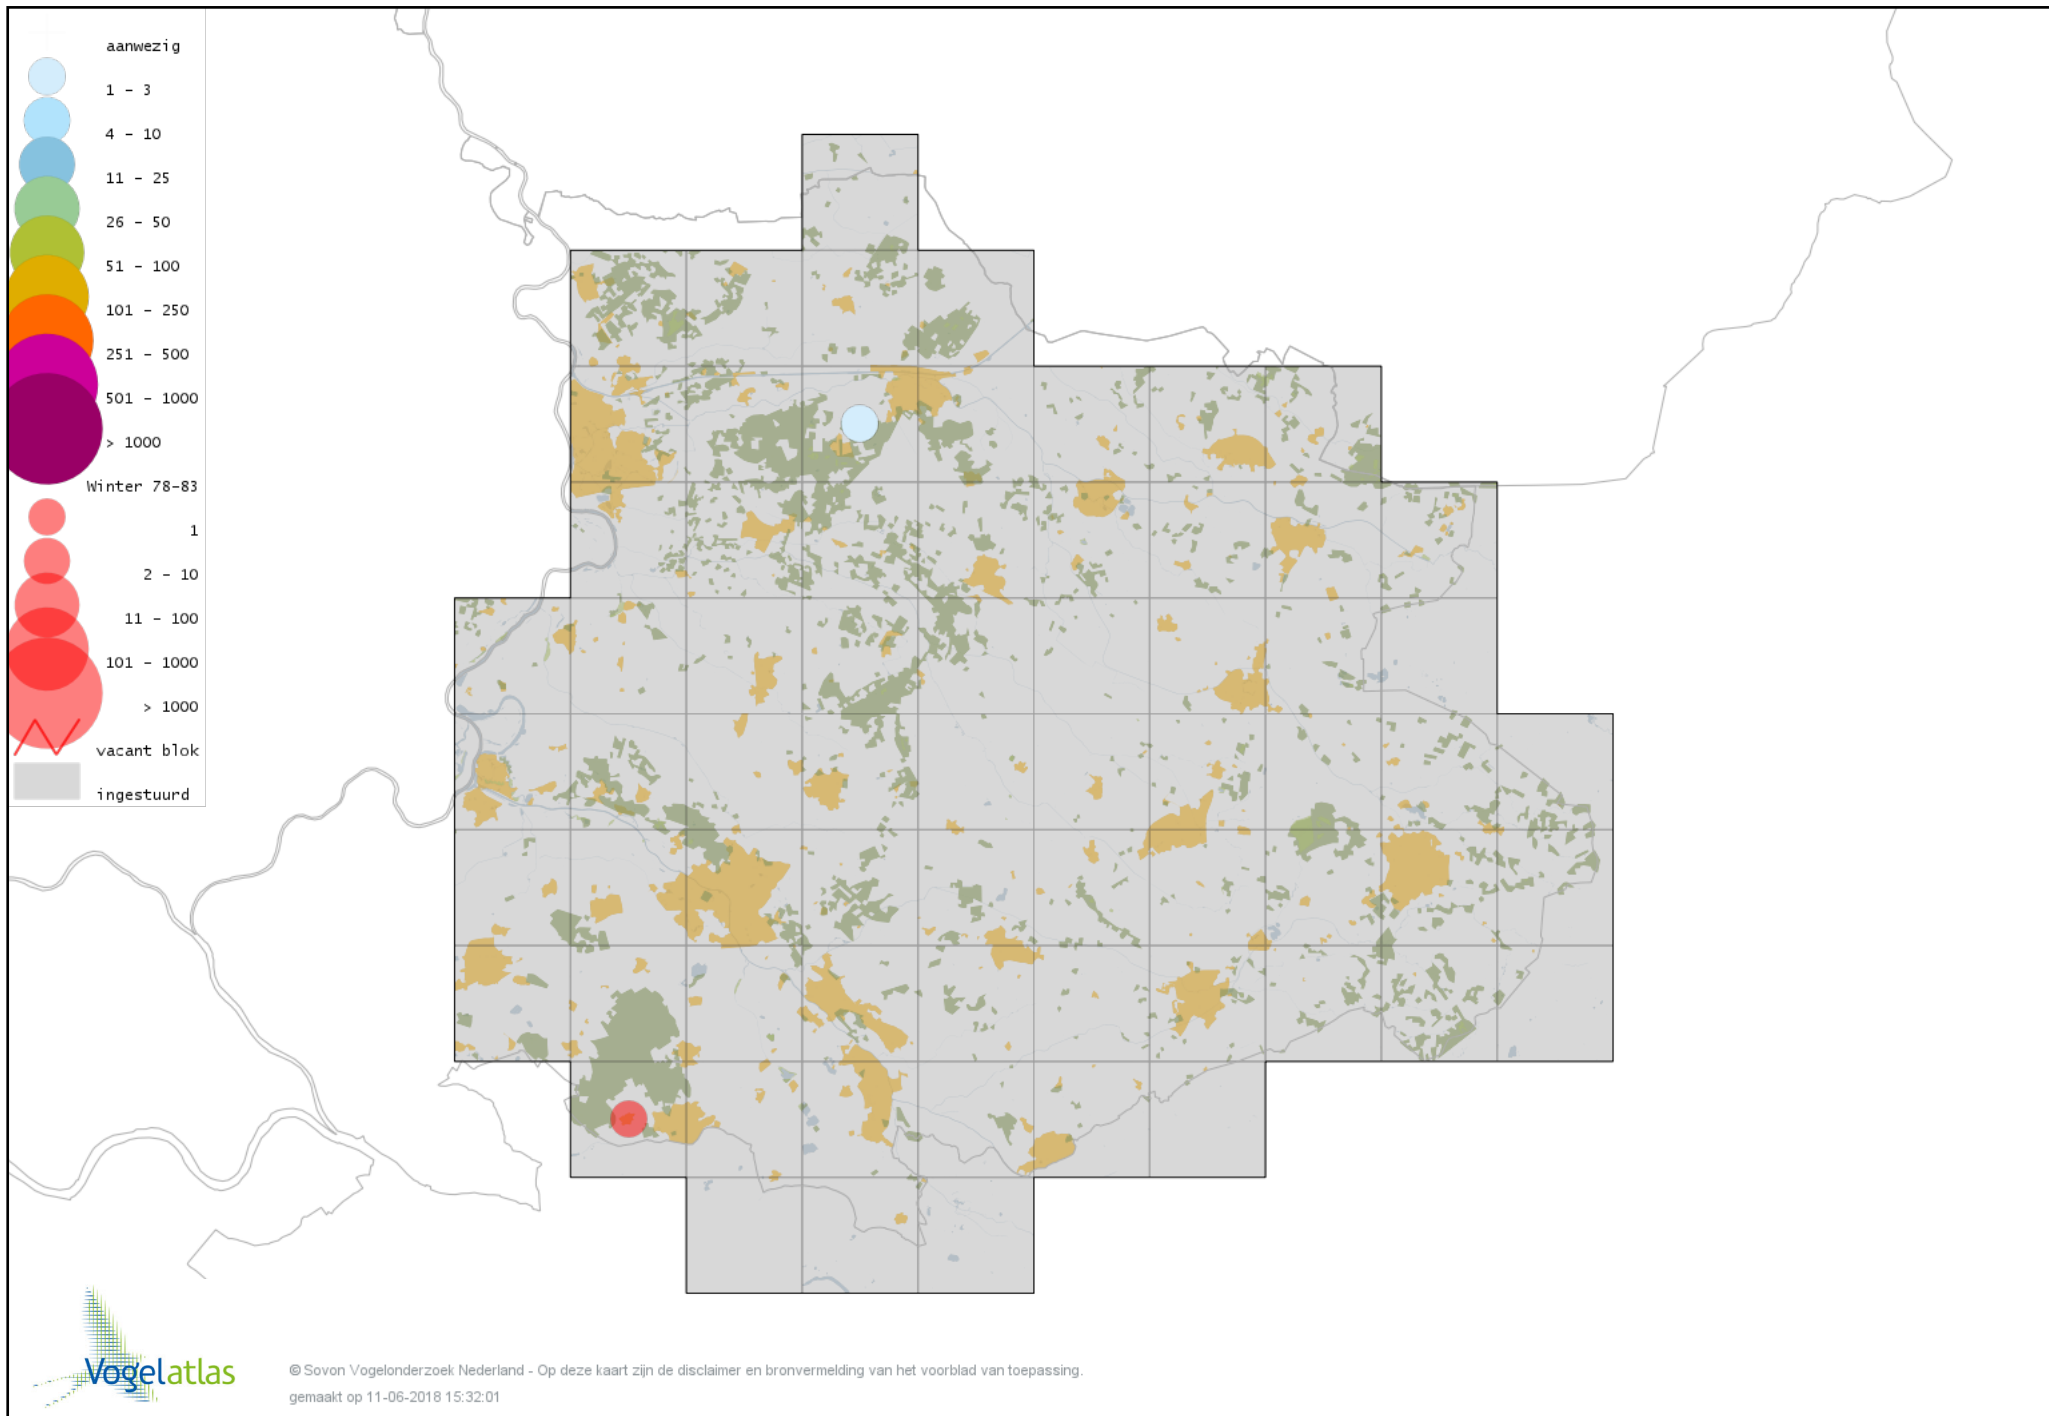 aanwezig
1 - 3
4 - 10
11 - 25
26 - 50
51 - 100
101 - 250
251 - 500
501 - 1000
> 1000
Winter 78-83
1
2 - 10
11 - 100
101 - 1000
> 1000
vacant blok
ingestuurd
Vogelatlas
© Sovon Vogelonderzoek Nederland - Op deze kaart zijn de disclaimer en bronvermelding van het voorblad van toepassing.
gemaakt op 11-06-2018 15:32:01